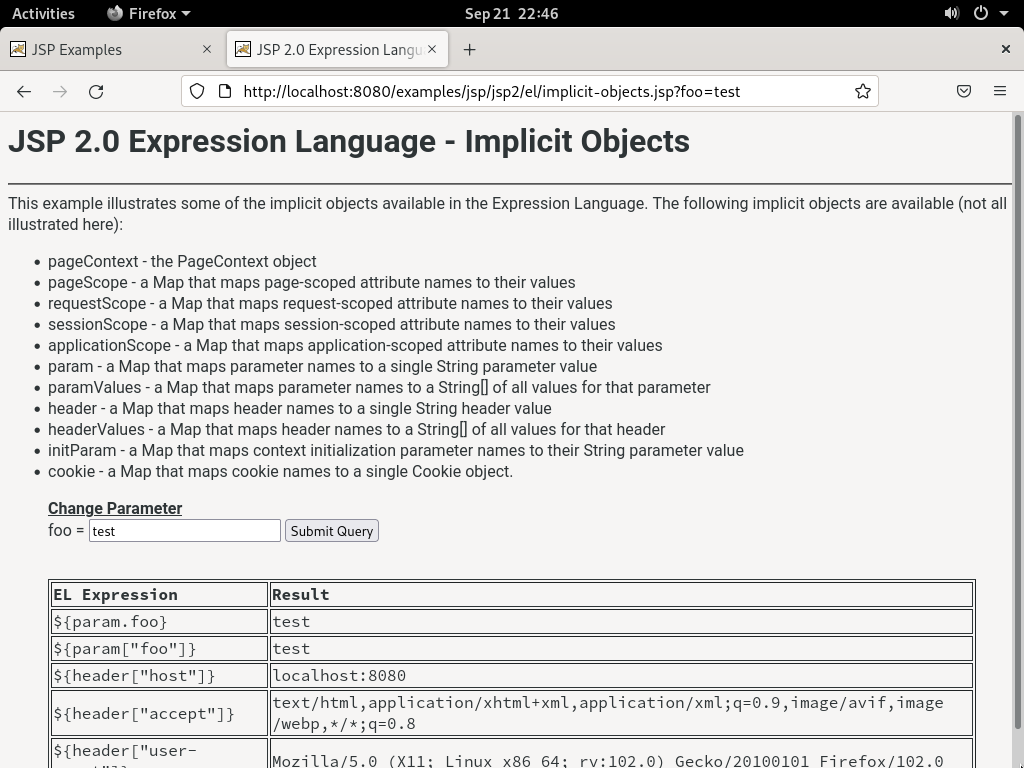 Activities Firefox Sep 21 22:46
JSP Examples JSP 2.0 Expression Langu
http://localhost:8080/examples/jsp/jsp2/el/implicit-objects.jsp?foo=test
JSP 2.0 Expression Language - Implicit Objects
This example illustrates some of the implicit objects available in the Expression Language. The following implicit objects are available (not all
illustrated here):
• pageContext - the PageContext object
• pageScope - a Map that maps page-scoped attribute names to their values
• requestScope - a Map that maps request-scoped attribute names to their values
• sessionScope - a Map that maps session-scoped attribute names to their values
• applicationScope - a Map that maps application-scoped attribute names to their values
• param - a Map that maps parameter names to a single String parameter value
• paramValues - a Map that maps parameter names to a String[] of all values for that parameter
• header - a Map that maps header names to a single String header value
• headerValues - a Map that maps header names to a String[] of all values for that header
• initParam - a Map that maps context initialization parameter names to their String parameter value
• cookie - a Map that maps cookie names to a single Cookie object.
Change Parameter
foo = test Submit Query
EL Expression Result
${param.foo} test
${param["foo"]} test
${header["host"]} localhost:8080
${header["accept"]} text/html,application/xhtml+xml,application/xml;q=0.9,image/avif,image
/webp,*/*;q=0.8
${header["user-
Mozilla/5.0 (X11; Linux x86_64; rv:102.0) Gecko/20100101 Firefox/102.0